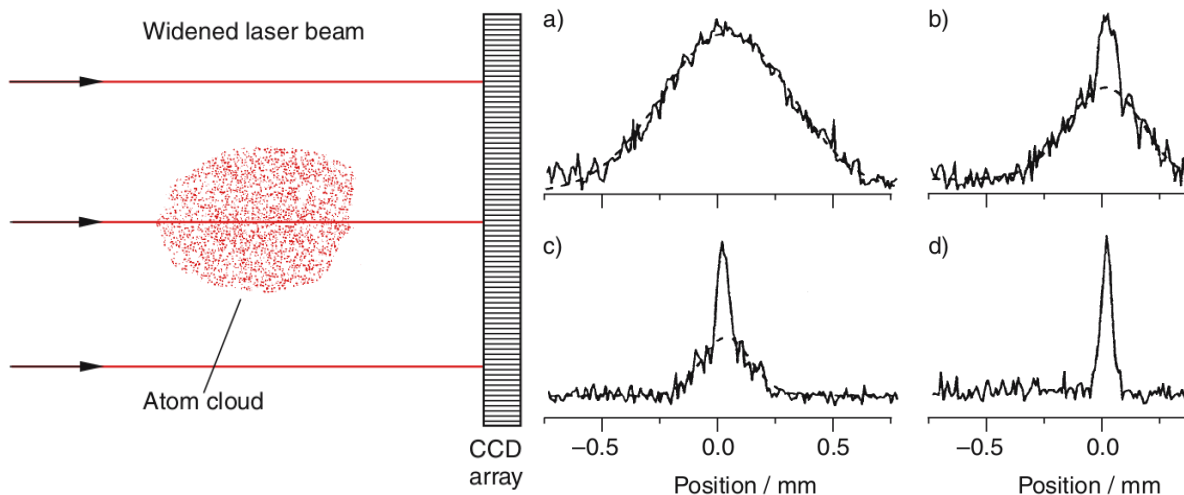 Widened laser beam
Atom cloud
CCD
array
a)
b)
c)
d)
–0.5
0.0
0.5
Position / mm
–0.5
0.0
Position / mm